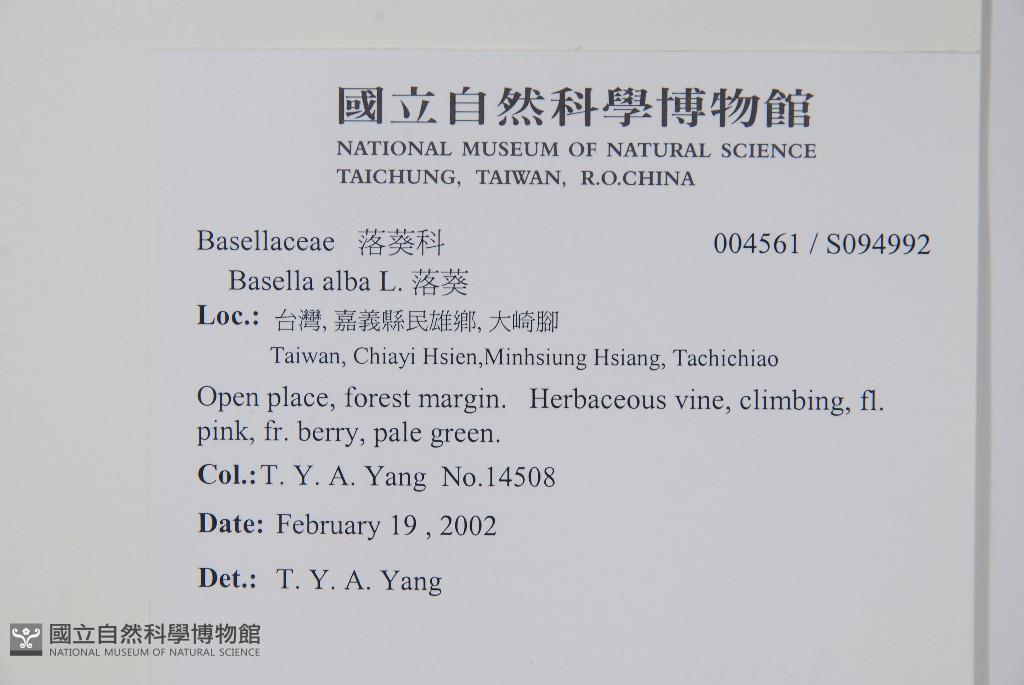 國立自然科學博物館
NATIONAL MUSEUM OF NATURAL SCIENCE
TAICHUNG, TAIWAN, R.O.CHINA
Basellaceae 落葵科 004561 / S094992
Basella alba L. 落葵
Loc.: 台灣, 嘉義縣民雄鄉, 大崎腳
Taiwan, Chiayi Hsien,Minhsiung Hsiang, Tachichiao
Open place, forest margin. Herbaceous vine, climbing, fl.
pink, fr. berry, pale green.
Col.: T. Y. A. Yang No.14508
Date: February 19 , 2002
Det.: T. Y. A. Yang
國立自然科學博物館
NATIONAL MUSEUM OF NATURAL SCIENCE